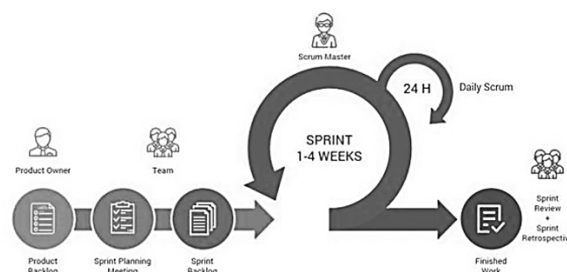 Scrum Master
24 H
Daily Scrum
SPRINT
1-4 WEEKS
Product Owner
Team
Sprint
Review
+
Sprint
Retrospectiv
Product
Backlog
Sprint Planning
Meeting
Sprint
Backlog
Finished
Work